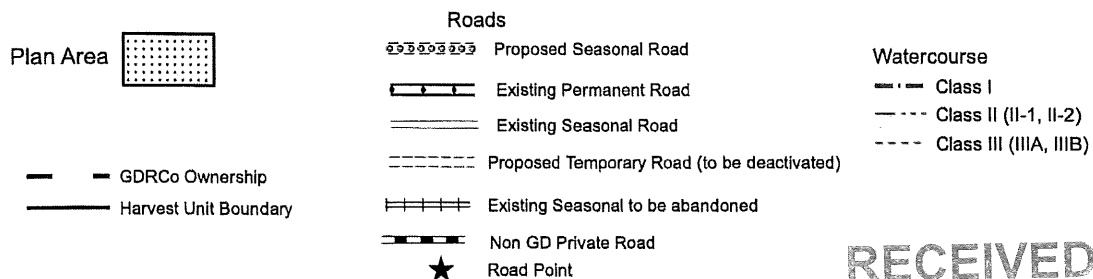 Plan Area
GDRCo Ownership
Harvest Unit Boundary
Roads
Proposed Seasonal Road
Existing Permanent Road
Existing Seasonal Road
Proposed Temporary Road (to be deactivated)
Existing Seasonal to be abandoned
Non GD Private Road
Road Point
Watercourse
Class I
Class II (II-1, II-2)
Class III (IIIA, IIIB)
RECEIVED